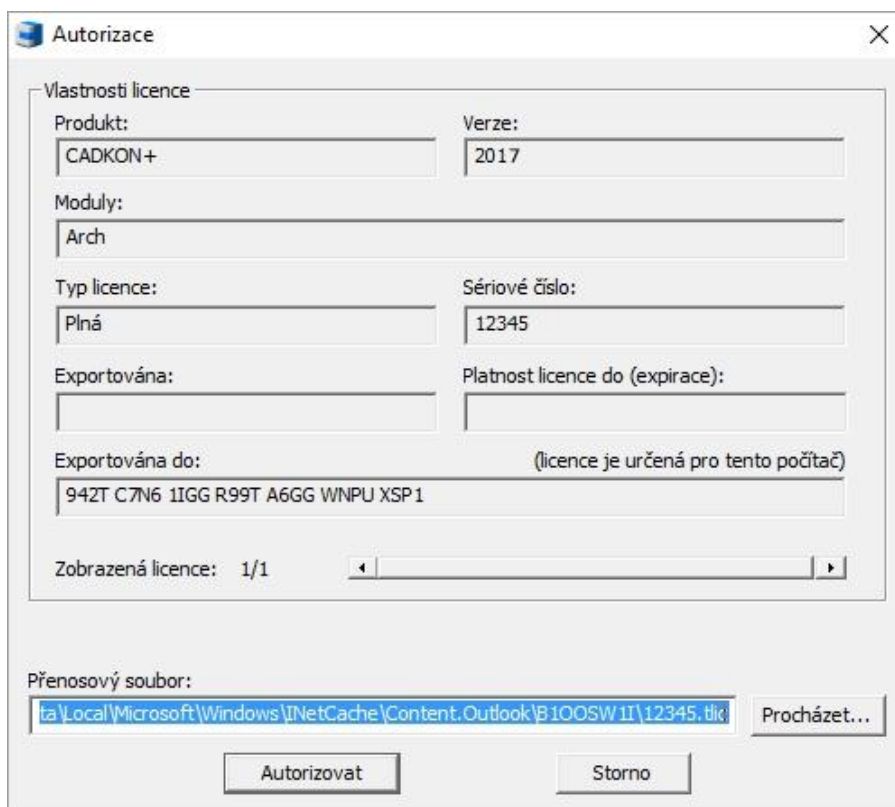 Autorizace
Vlastnosti licence
Produkt: Verze:
CADKON+ 2017
Moduly:
Arch
Typ licence: Sériové číslo:
Plná 12345
Exportována: Platnost licence do (expirace):
Exportována do: (licence je určená pro tento počítač)
942T C7N6 1IGG R99T A6GG WNPU XSP1
Zobrazená licence: 1/1
Přenosový soubor:
ta\Local\Microsoft\Windows\INetCache\Content.Outlook\B1OOSW1I\12345.tlic Procházet...
Autorizovat Storno